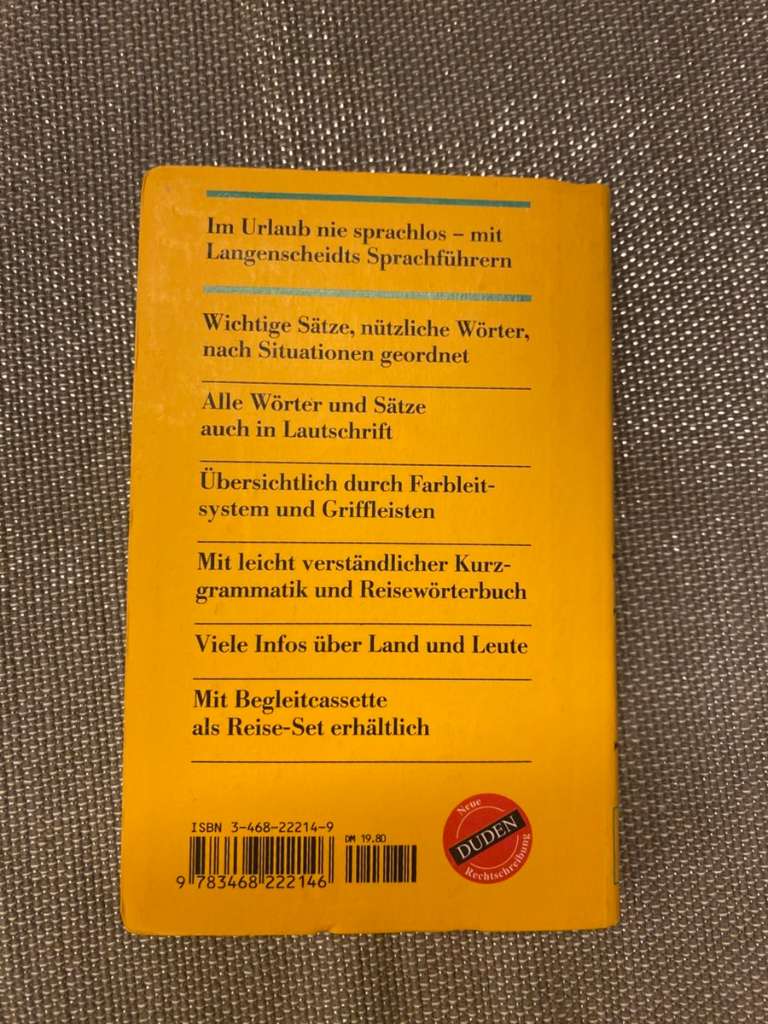 Im Urlaub nie sprachlos – mit
Langenscheidts Sprachführern
Wichtige Sätze, nützliche Wörter,
nach Situationen geordnet
Alle Wörter und Sätze
auch in Lautschrift
Übersichtlich durch Farbleit-
system und Griffleisten
Mit leicht verständlicher Kurz-
grammatik und Reisewörterbuch
Viele Infos über Land und Leute
Mit Begleitcassette
als Reise-Set erhältlich
ISBN 3-468-22214-9
DM 19.80
9 783468 222146
Neue
DUDEN
Rechtschreibung